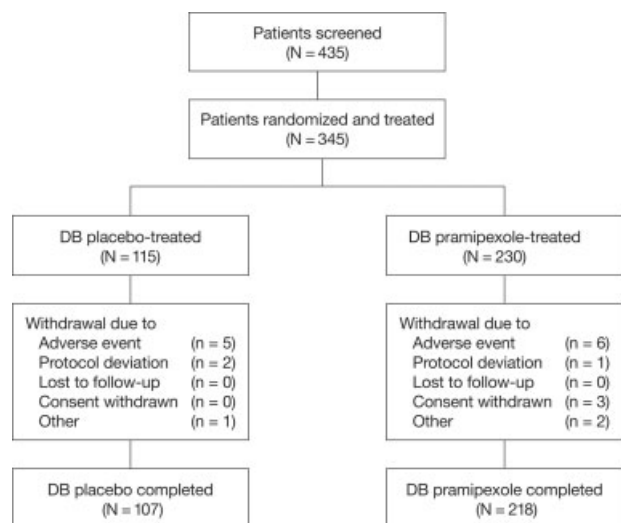 Patients screened
(N = 435)
Patients randomized and treated
(N = 345)
DB placebo-treated
(N = 115)
DB pramipexole-treated
(N = 230)
Withdrawal due to
Adverse event (n = 5)
Protocol deviation (n = 2)
Lost to follow-up (n = 0)
Consent withdrawn (n = 0)
Other (n = 1)
Withdrawal due to
Adverse event (n = 6)
Protocol deviation (n = 1)
Lost to follow-up (n = 0)
Consent withdrawn (n = 3)
Other (n = 2)
DB placebo completed
(N = 107)
DB pramipexole completed
(N = 218)